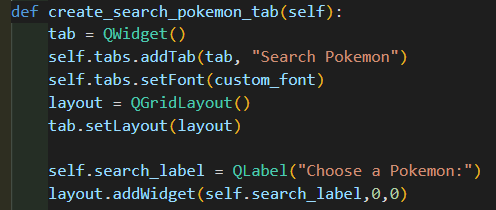 def create_search_pokemon_tab(self):
    tab = QWidget()
    self.tabs.addTab(tab, "Search Pokemon")
    self.tabs.setFont(custom_font)
    layout = QGridLayout()
    tab.setLayout(layout)

    self.search_label = QLabel("Choose a Pokemon:")
    layout.addWidget(self.search_label,0,0)